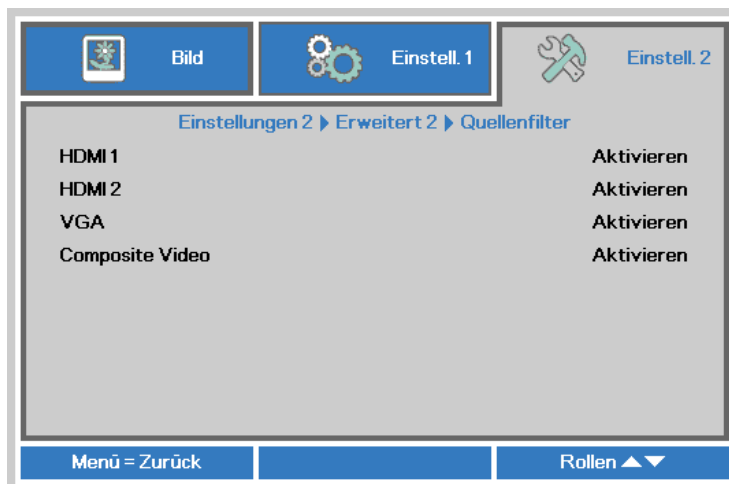 Bild
Einstell. 1
Einstell. 2
Einstellungen 2 ▶ Erweitert 2 ▶ Quellenfilter
HDMI 1 Aktivieren
HDMI 2 Aktivieren
VGA Aktivieren
Composite Video Aktivieren
Menü = Zurück
Rollen ▲▼